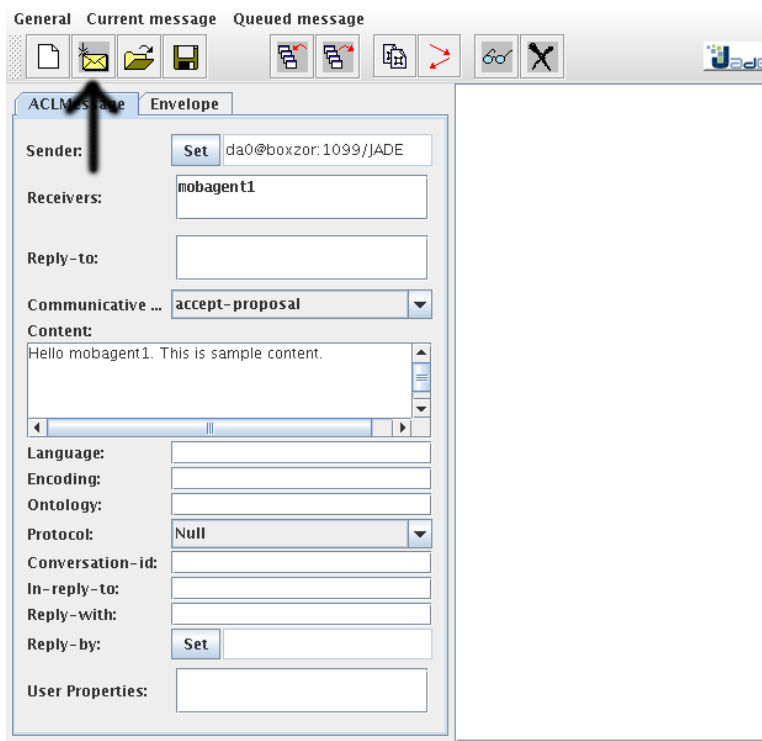 General Current message Queued message
Jade
ACLMessage Envelope
Sender: Set da0@boxzor:1099/JADE
Receivers: mobagent1
Reply-to:
Communicative ... accept-proposal
Content:
Hello mobagent1. This is sample content.
Language:
Encoding:
Ontology:
Protocol: Null
Conversation-id:
In-reply-to:
Reply-with:
Reply-by: Set
User Properties: